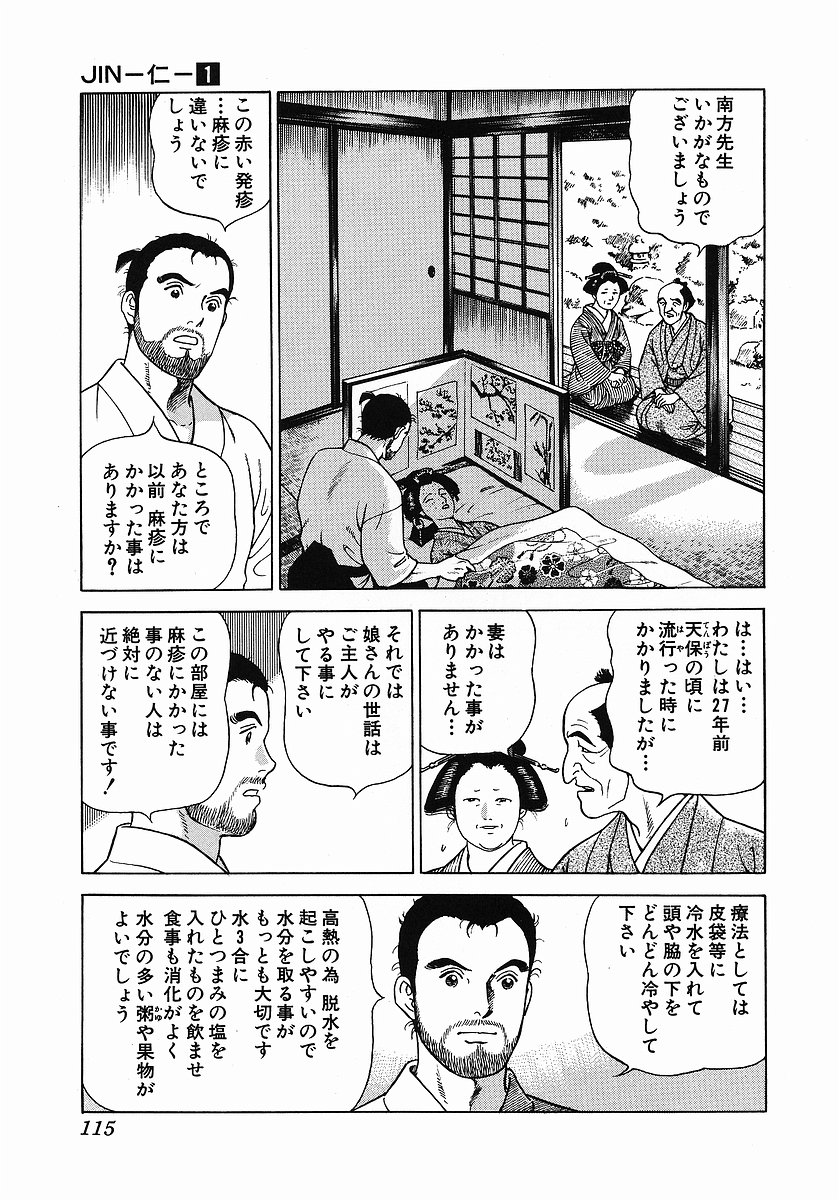 JIN－仁－1
南方先生
いかがなもので
ございましょう
この赤い発疹
…麻疹に
違いないで
しょう
ところで
あなた方は
以前 麻疹に
かかった事は
ありますか?
は…はい…
わたしは27年前
天保の頃に
てんぽう
流行った時に
はや
かかりましたが…
妻は
かかった事が
ありません…
それでは
娘さんの世話は
ご主人が
やる事に
して下さい
この部屋には
麻疹にかかった
事のない人は
絶対に
近づけない事です!
療法としては
皮袋等に
冷水を入れて
頭や脇の下を
どんどん冷やして
下さい
高熱の為 脱水を
起こしやすいので
水分を取る事が
もっとも大切です
水3合に
ひとつまみの塩を
入れたものを飲ませ
食事も消化がよく
水分の多い粥や果物が
かゆ
よいでしょう
115